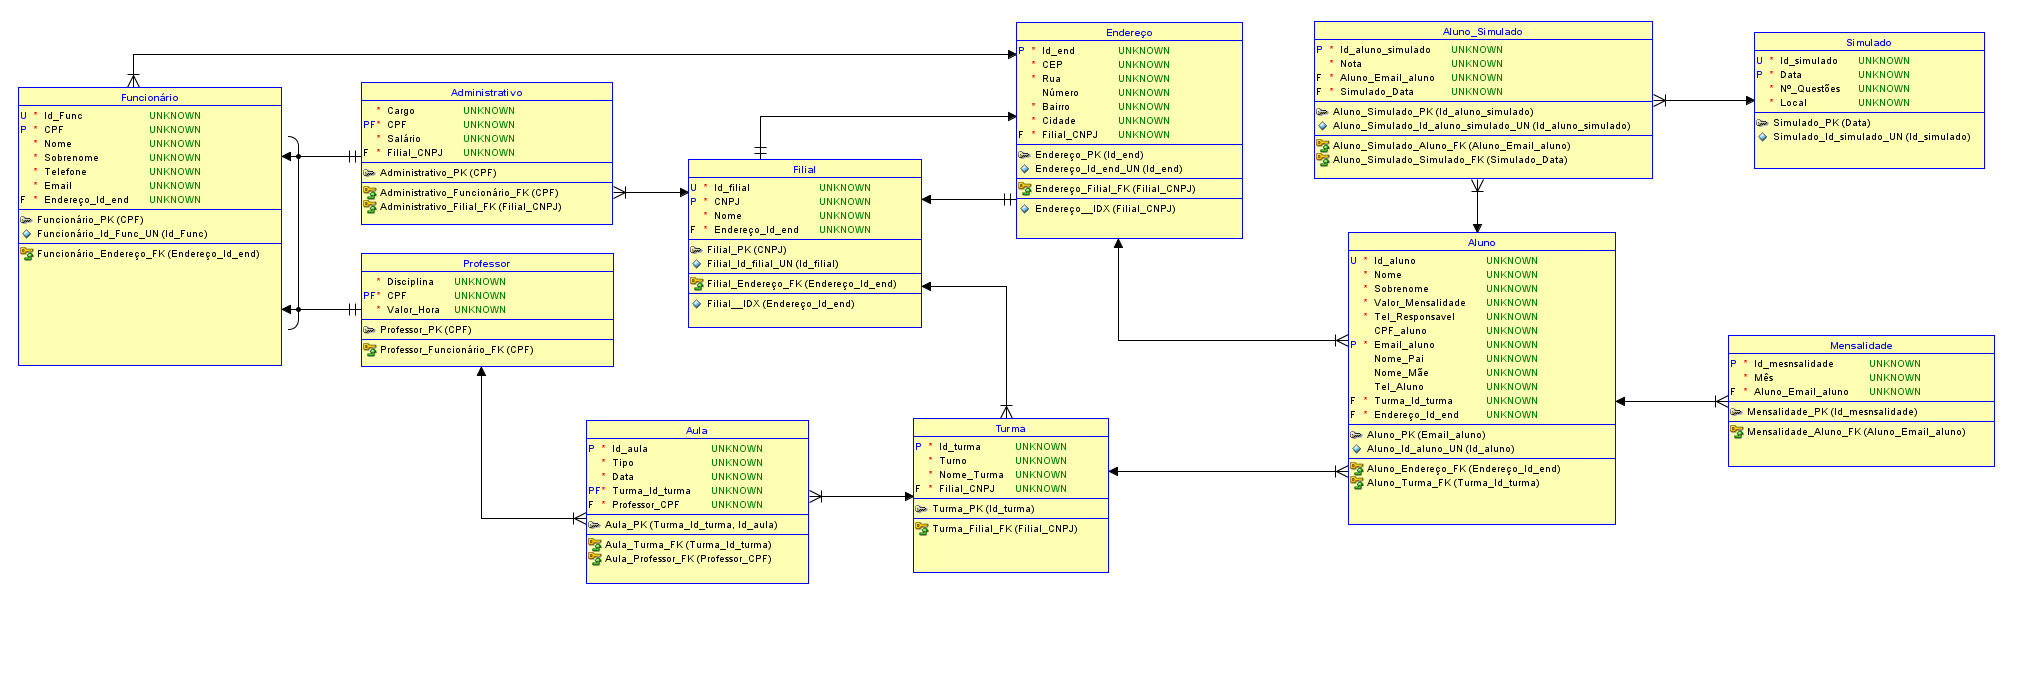 Funcionário
U * Id_Func UNKNOWN
P * CPF UNKNOWN
* Nome UNKNOWN
* Sobrenome UNKNOWN
* Telefone UNKNOWN
* Email UNKNOWN
F * Endereço_Id_end UNKNOWN
Funcionário_PK (CPF)
Funcionário_Id_Func_UN (Id_Func)
Funcionário_Endereço_FK (Endereço_Id_end)
Administrativo
* Cargo UNKNOWN
PF* CPF UNKNOWN
* Salário UNKNOWN
F * Filial_CNPJ UNKNOWN
Administrativo_PK (CPF)
Administrativo_Funcionário_FK (CPF)
Administrativo_Filial_FK (Filial_CNPJ)
Professor
* Disciplina UNKNOWN
PF* CPF UNKNOWN
* Valor_Hora UNKNOWN
Professor_PK (CPF)
Professor_Funcionário_FK (CPF)
Filial
U * Id_filial UNKNOWN
P * CNPJ UNKNOWN
* Nome UNKNOWN
F * Endereço_Id_end UNKNOWN
Filial_PK (CNPJ)
Filial_Id_filial_UN (Id_filial)
Filial_Endereço_FK (Endereço_Id_end)
Filial__IDX (Endereço_Id_end)
Endereço
P * Id_end UNKNOWN
* CEP UNKNOWN
* Rua UNKNOWN
Número UNKNOWN
* Bairro UNKNOWN
* Cidade UNKNOWN
F * Filial_CNPJ UNKNOWN
Endereço_PK (Id_end)
Endereço_Id_end_UN (Id_end)
Endereço_Filial_FK (Filial_CNPJ)
Endereço__IDX (Filial_CNPJ)
Aluno_Simulado
P * Id_aluno_simulado UNKNOWN
* Nota UNKNOWN
F * Aluno_Email_aluno UNKNOWN
F * Simulado_Data UNKNOWN
Aluno_Simulado_PK (Id_aluno_simulado)
Aluno_Simulado_Id_aluno_simulado_UN (Id_aluno_simulado)
Aluno_Simulado_Aluno_FK (Aluno_Email_aluno)
Aluno_Simulado_Simulado_FK (Simulado_Data)
Simulado
U * Id_simulado UNKNOWN
P * Data UNKNOWN
* Nº_Questões UNKNOWN
* Local UNKNOWN
Simulado_PK (Data)
Simulado_Id_simulado_UN (Id_simulado)
Aluno
U * Id_aluno UNKNOWN
* Nome UNKNOWN
* Sobrenome UNKNOWN
* Valor_Mensalidade UNKNOWN
* Tel_Responsavel UNKNOWN
CPF_aluno UNKNOWN
P * Email_aluno UNKNOWN
Nome_Pai UNKNOWN
Nome_Mãe UNKNOWN
Tel_Aluno UNKNOWN
F * Turma_Id_turma UNKNOWN
F * Endereço_Id_end UNKNOWN
Aluno_PK (Email_aluno)
Aluno_Id_aluno_UN (Id_aluno)
Aluno_Endereço_FK (Endereço_Id_end)
Aluno_Turma_FK (Turma_Id_turma)
Mensalidade
P * Id_mesnsalidade UNKNOWN
* Mês UNKNOWN
F * Aluno_Email_aluno UNKNOWN
Mensalidade_PK (Id_mesnsalidade)
Mensalidade_Aluno_FK (Aluno_Email_aluno)
Aula
P * Id_aula UNKNOWN
* Tipo UNKNOWN
* Data UNKNOWN
PF* Turma_Id_turma UNKNOWN
F * Professor_CPF UNKNOWN
Aula_PK (Turma_Id_turma, Id_aula)
Aula_Turma_FK (Turma_Id_turma)
Aula_Professor_FK (Professor_CPF)
Turma
P * Id_turma UNKNOWN
* Turno UNKNOWN
* Nome_Turma UNKNOWN
F * Filial_CNPJ UNKNOWN
Turma_PK (Id_turma)
Turma_Filial_FK (Filial_CNPJ)